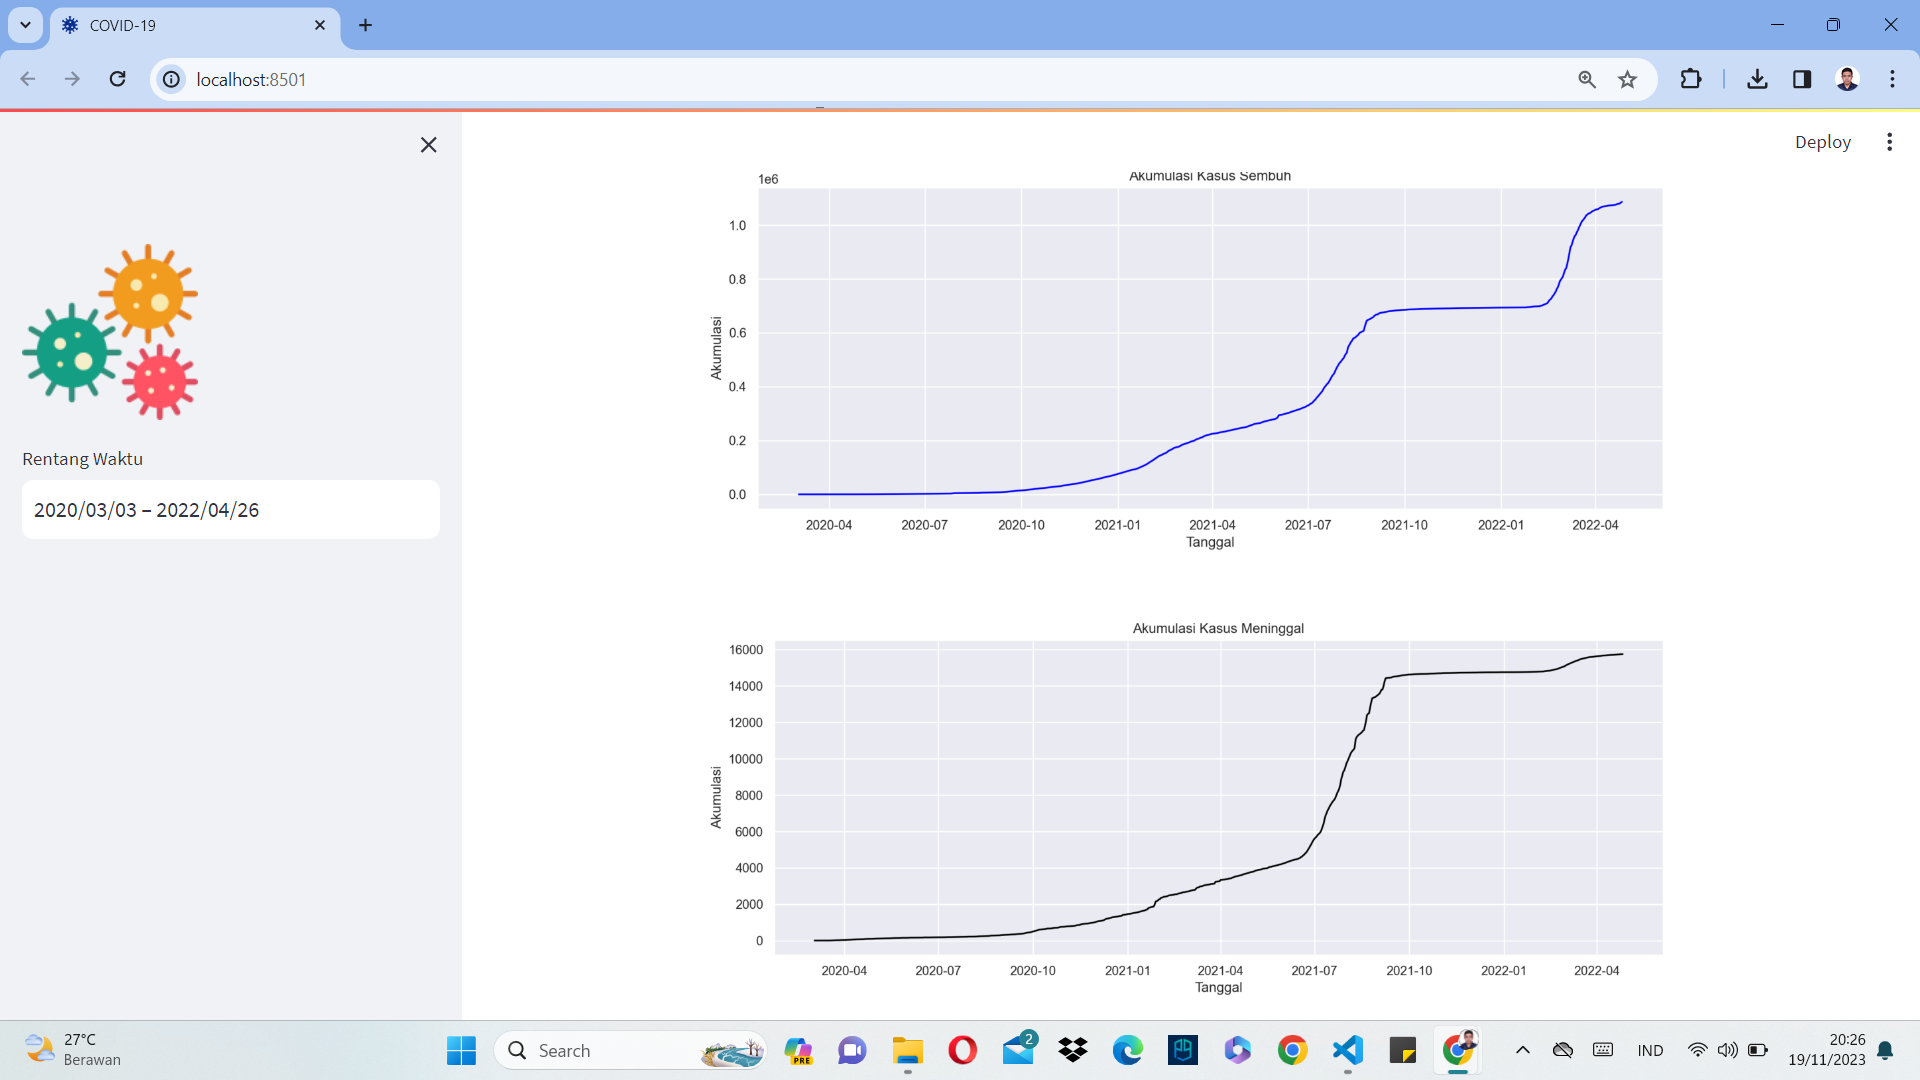 COVID-19
localhost:8501
Deploy
Rentang Waktu
2020/03/03 – 2022/04/26
Akumulasi Kasus Sembuh
1e6
1.0
0.8
0.6
0.4
0.2
0.0
Akumulasi
2020-04 2020-07 2020-10 2021-01 2021-04 2021-07 2021-10 2022-01 2022-04
Tanggal
Akumulasi Kasus Meninggal
16000
14000
12000
10000
8000
6000
4000
2000
0
Akumulasi
2020-04 2020-07 2020-10 2021-01 2021-04 2021-07 2021-10 2022-01 2022-04
Tanggal
27°C
Berawan
Search
PRE
2
IND
20:26
19/11/2023